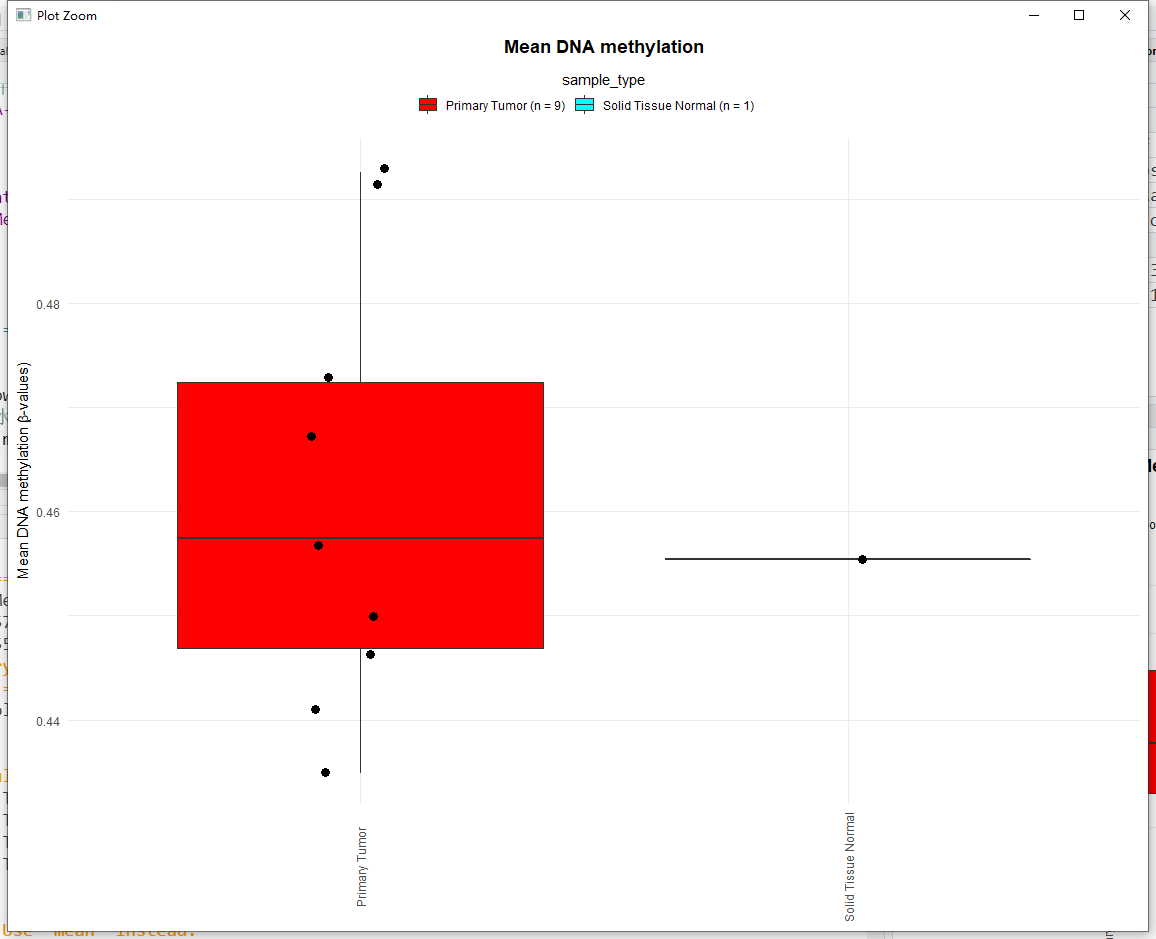 Plot Zoom
Mean DNA methylation
sample_type
Primary Tumor (n = 9)
Solid Tissue Normal (n = 1)
Mean DNA methylation β-values)
0.48
0.46
0.44
Primary Tumor
Solid Tissue Normal
Use "mean" instead.